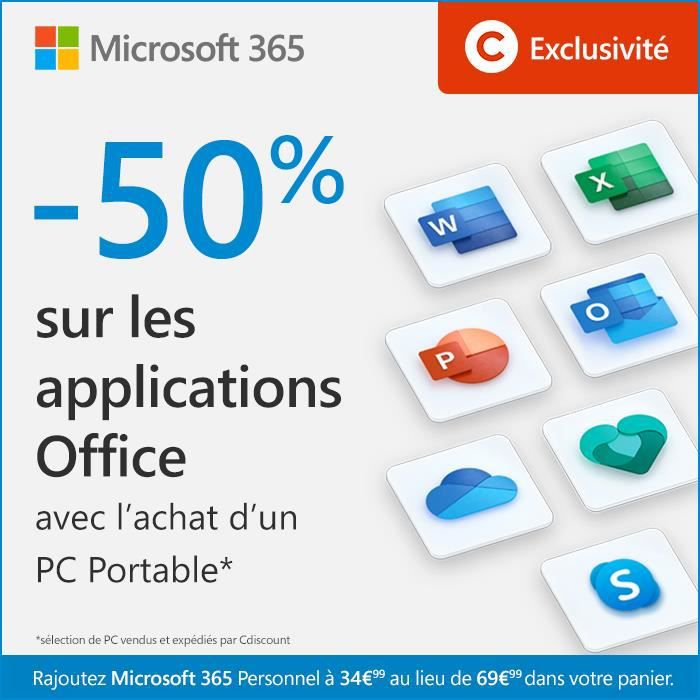 Microsoft 365
C Exclusivité
-50%
sur les
applications
Office
avec l'achat d'un
PC Portable*
W
X
P
O
S
*sélection de PC vendus et expédiés par Cdiscount
Rajoutez Microsoft 365 Personnel à 34€99 au lieu de 69€99 dans votre panier.